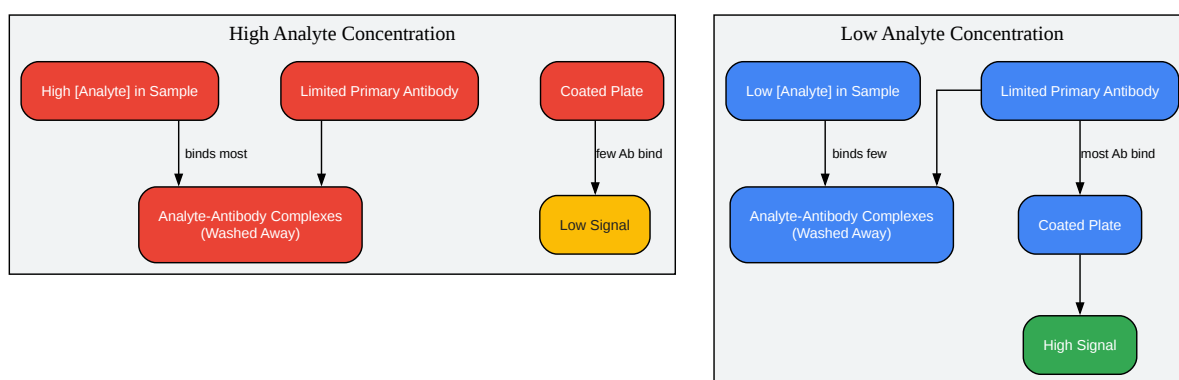 High Analyte Concentration
High [Analyte] in Sample
Limited Primary Antibody
Coated Plate
binds most
few Ab bind
Analyte-Antibody Complexes
(Washed Away)
Low Signal
Low Analyte Concentration
Low [Analyte] in Sample
Limited Primary Antibody
binds few
most Ab bind
Analyte-Antibody Complexes
(Washed Away)
Coated Plate
High Signal